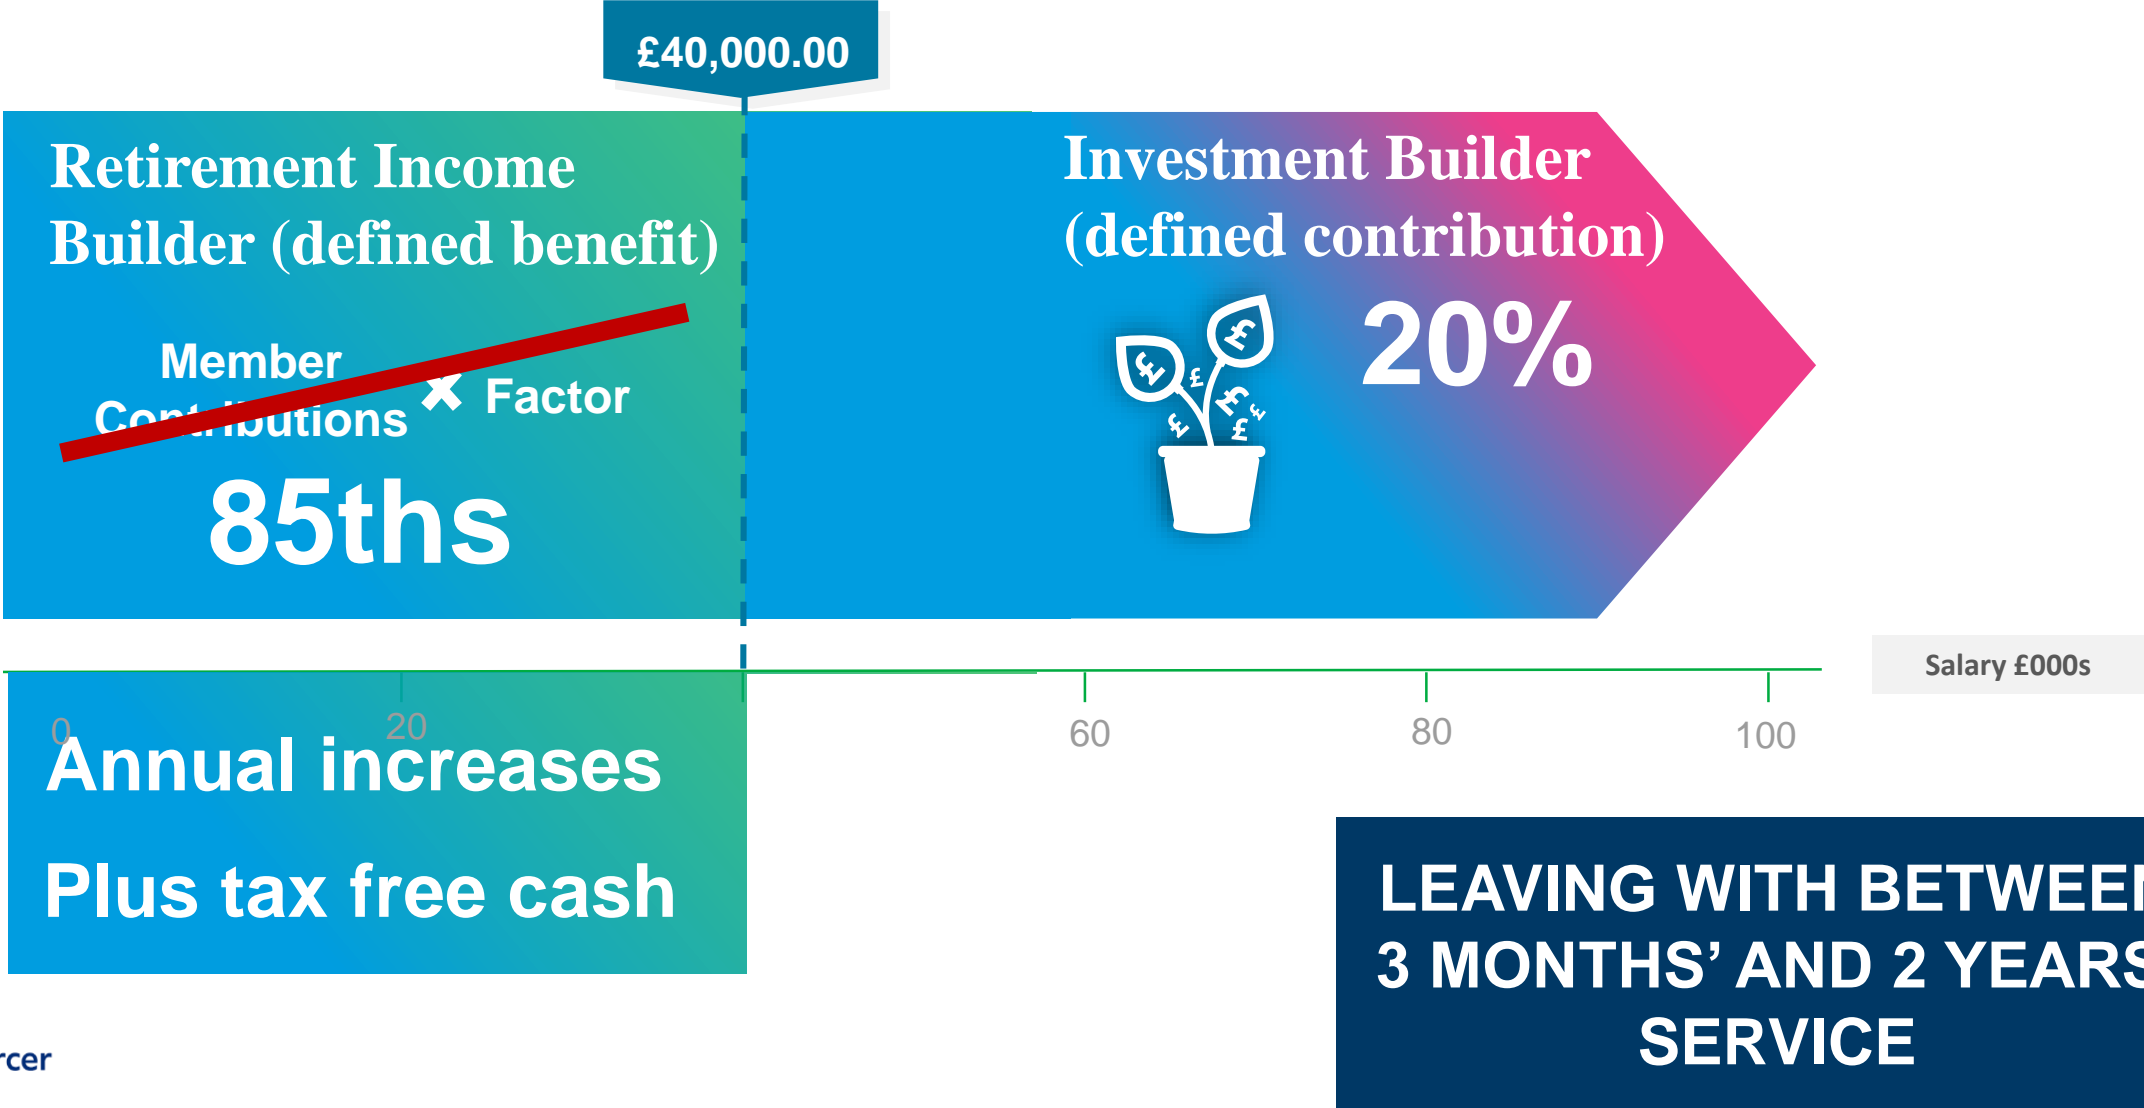 £40,000.00
Retirement Income
Builder (defined benefit)
Member
Contributions
× Factor
85ths
Investment Builder
(defined contribution)
20%
£
£
£
£
£
£
£
Salary £000s
0
20
60
80
100
Annual increases
Plus tax free cash
LEAVING WITH BETWEEN
3 MONTHS’ AND 2 YEARS
SERVICE
rcer